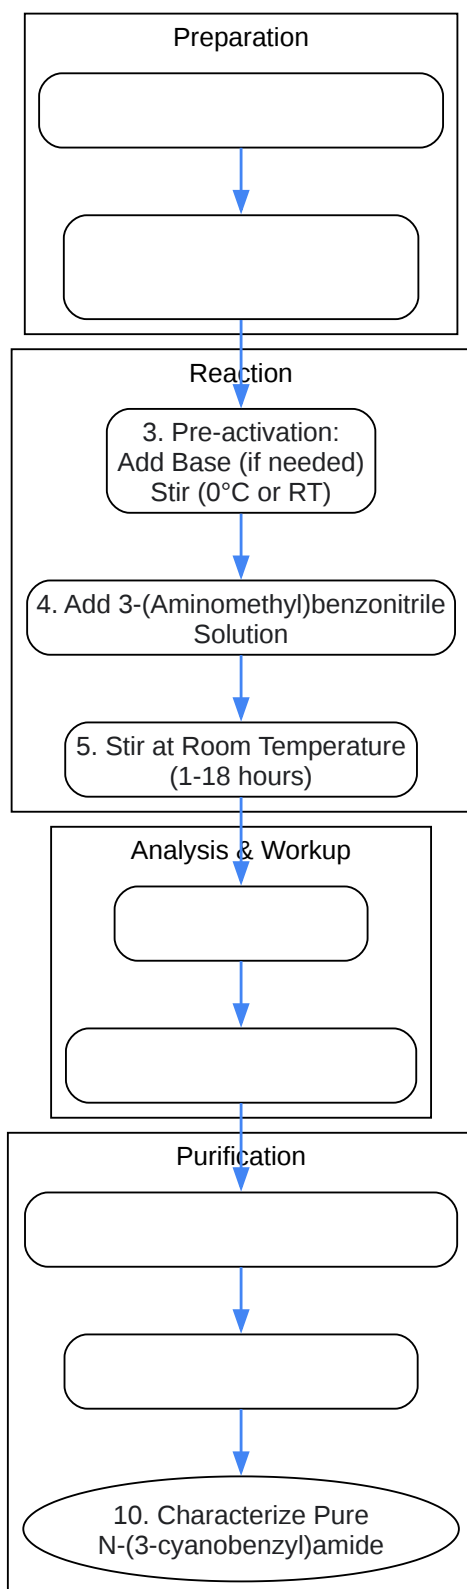 Preparation
Reaction
3. Pre-activation:
Add Base (if needed)
Stir (0°C or RT)
4. Add 3-(Aminomethyl)benzonitrile
Solution
5. Stir at Room Temperature
(1-18 hours)
Analysis & Workup
Purification
10. Characterize Pure
N-(3-cyanobenzyl)amide